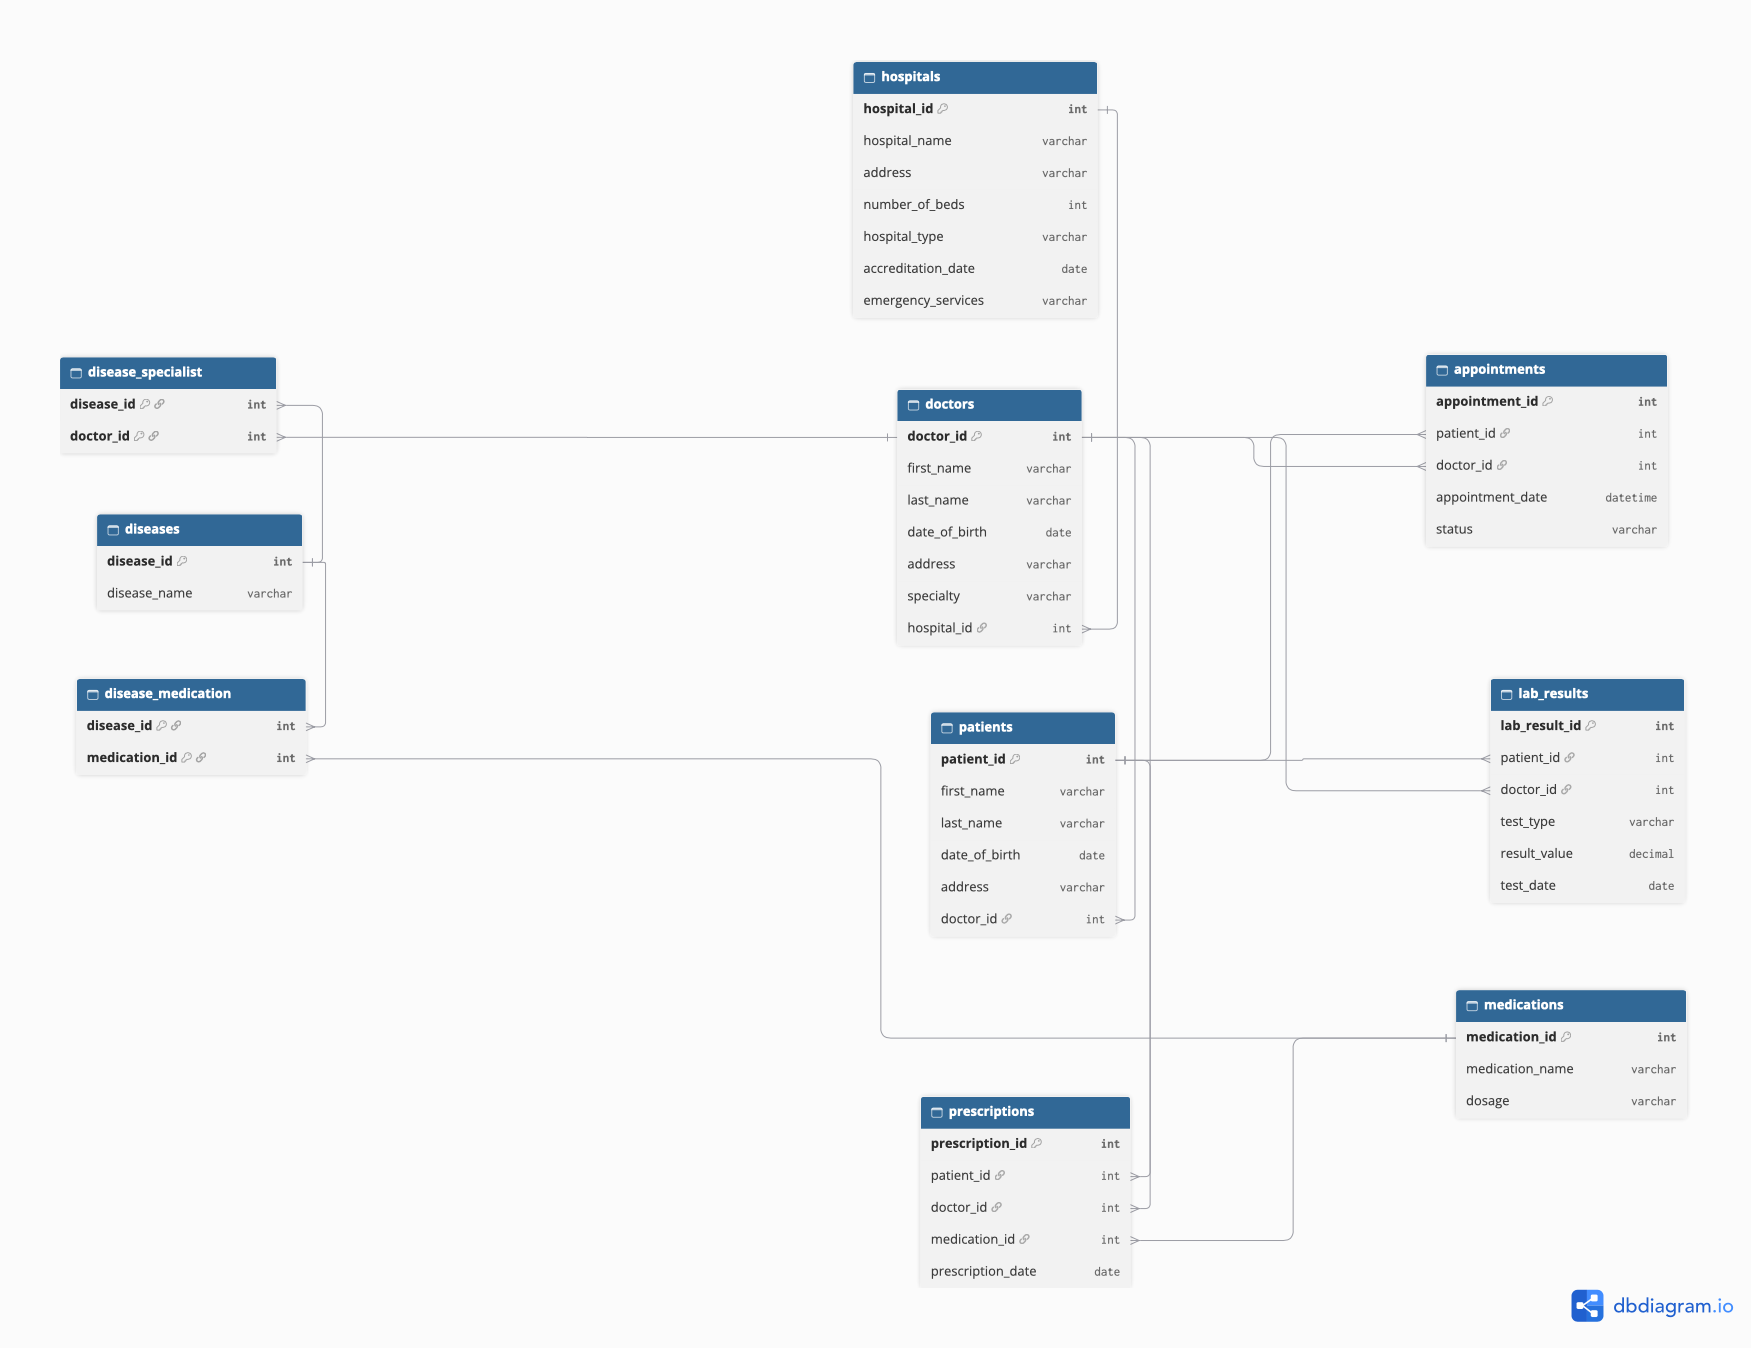 hospitals
hospital_id int
hospital_name varchar
address varchar
number_of_beds int
hospital_type varchar
accreditation_date date
emergency_services varchar
disease_specialist
disease_id int
doctor_id int
doctors
doctor_id int
first_name varchar
last_name varchar
date_of_birth date
address varchar
specialty varchar
hospital_id int
appointments
appointment_id int
patient_id int
doctor_id int
appointment_date datetime
status varchar
diseases
disease_id int
disease_name varchar
disease_medication
disease_id int
medication_id int
patients
patient_id int
first_name varchar
last_name varchar
date_of_birth date
address varchar
doctor_id int
lab_results
lab_result_id int
patient_id int
doctor_id int
test_type varchar
result_value decimal
test_date date
medications
medication_id int
medication_name varchar
dosage varchar
prescriptions
prescription_id int
patient_id int
doctor_id int
medication_id int
prescription_date date
dbdiagram.io